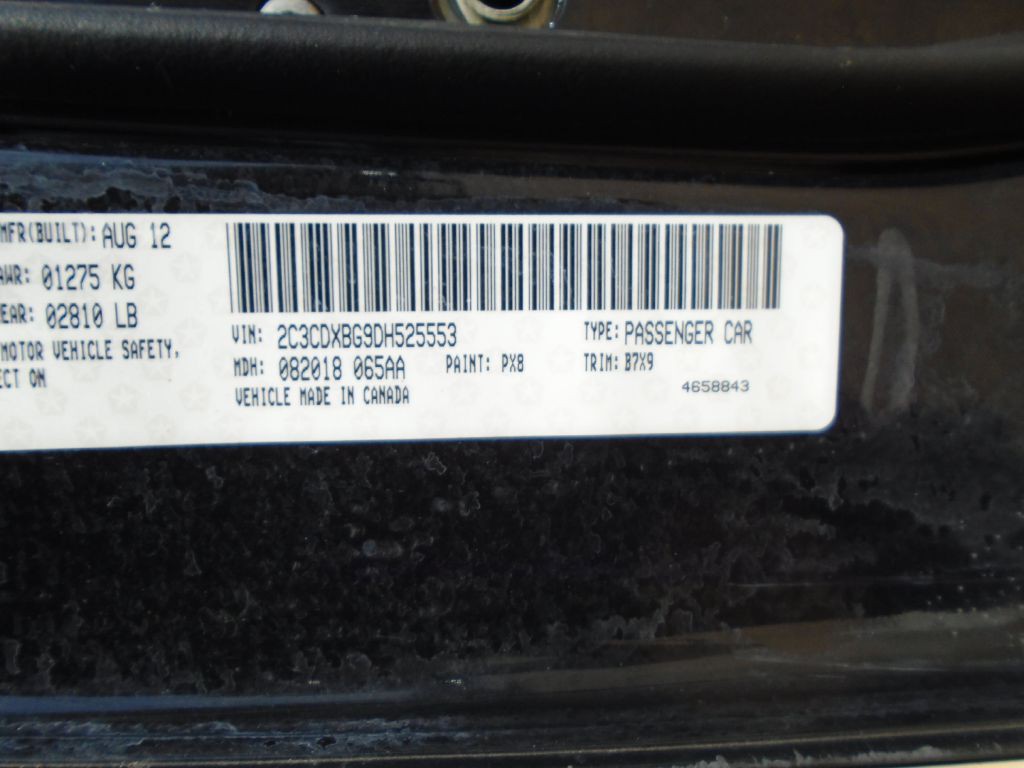 MFR(BUILT): AUG 12
AWR: 01275 KG
EAR: 02810 LB
MOTOR VEHICLE SAFETY,
ECT ON
VIN: 2C3CDXBG9DH525553 TYPE: PASSENGER CAR
MDH: 082018 065AA PAINT: PX8 TRIM: B7X9
VEHICLE MADE IN CANADA 4658843